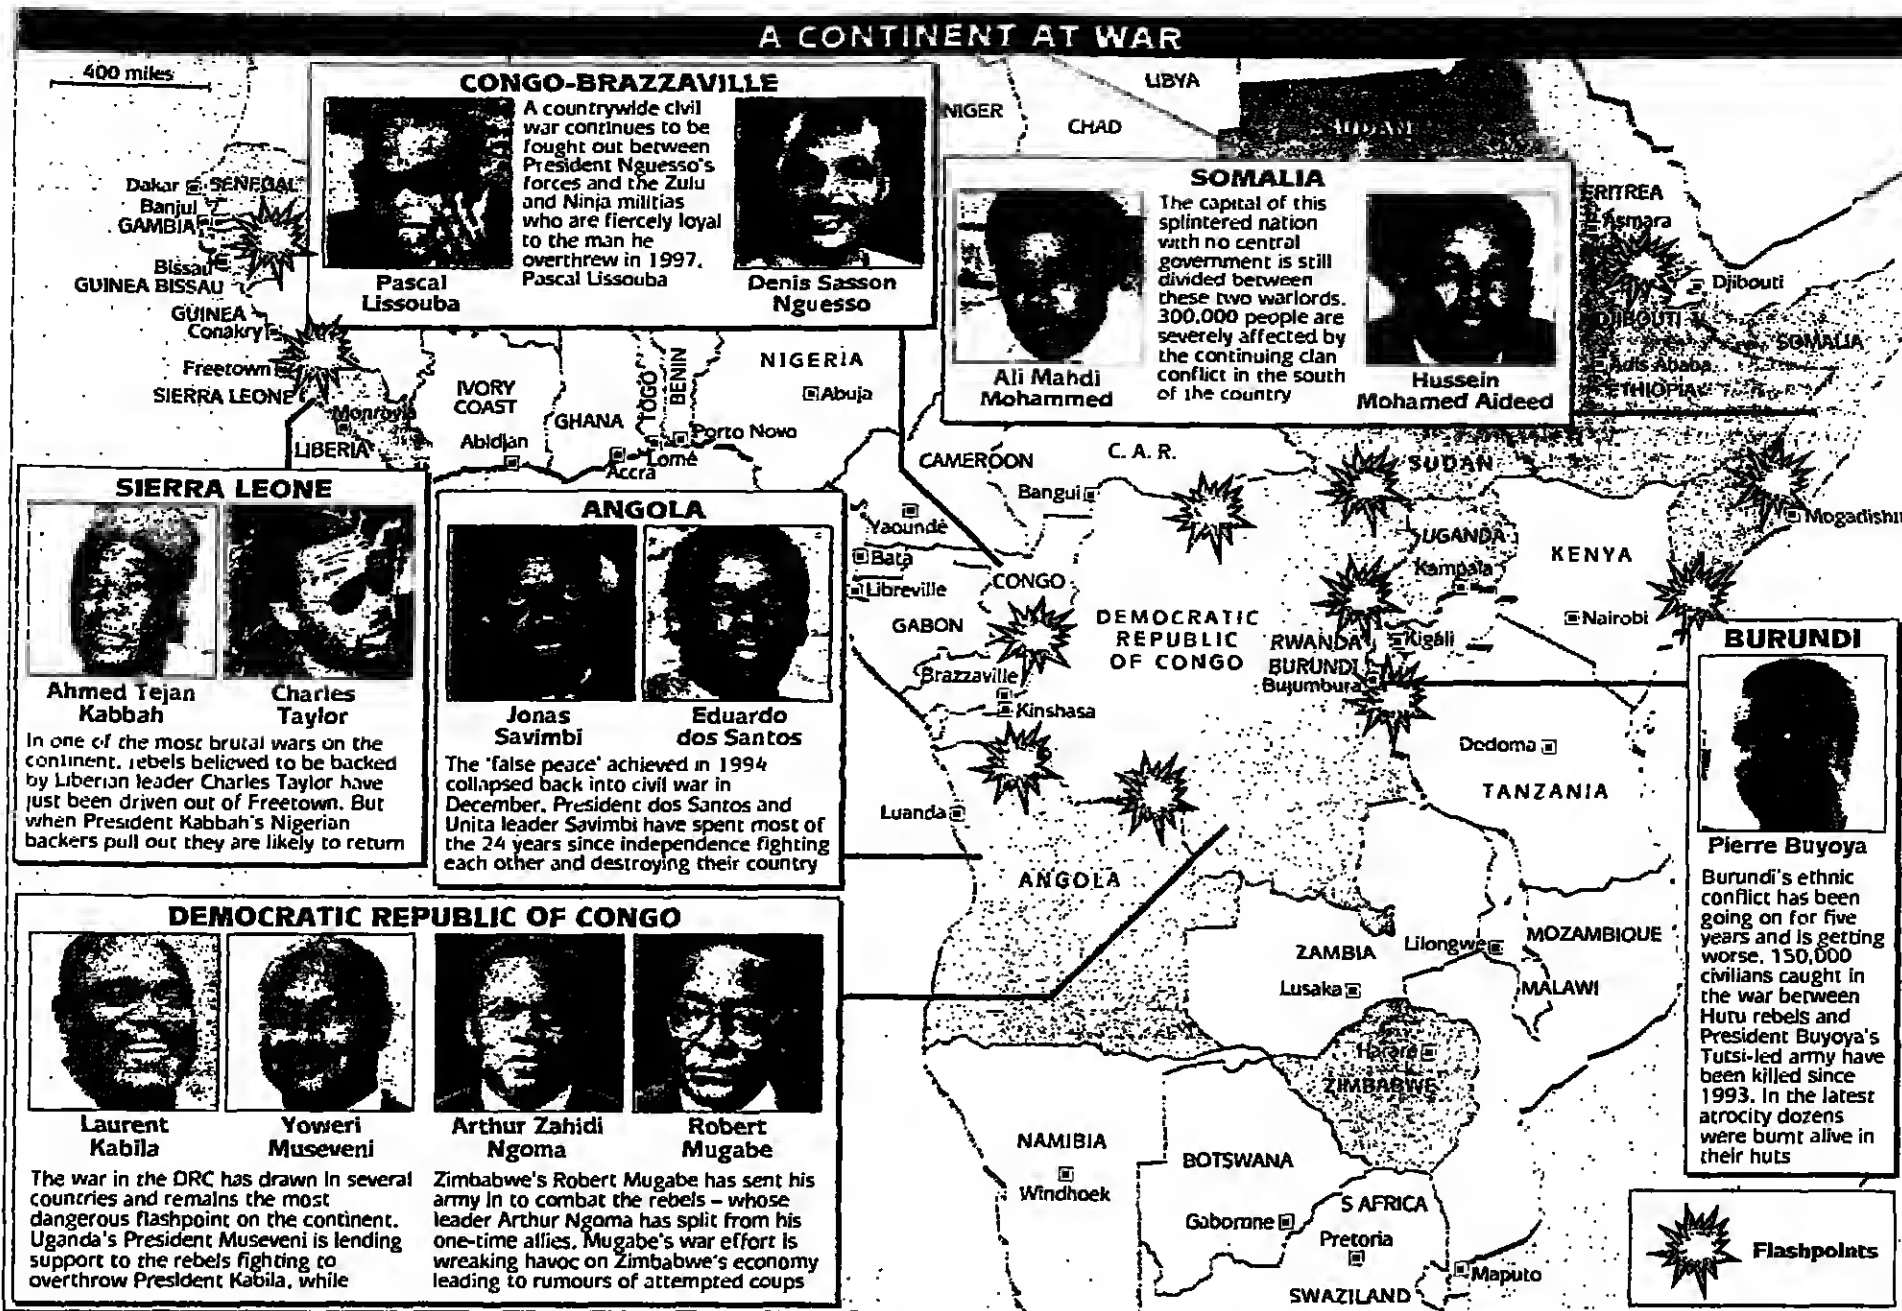 A CONTINENT AT WAR
400 miles
CONGO-BRAZZAVILLE
A countrywide civil
war continues to be
fought out between
President Nguesso's
forces and the Zulu
and Ninja militias
who are fiercely loyal
to the man he
overthrew in 1997,
Pascal Lissouba
Pascal
Lissouba
Denis Sasson
Nguesso
SOMALIA
The capital of this
splintered nation
with no central
government is still
divided between
these two warlords.
300,000 people are
severely affected by
the continuing clan
conflict in the south
of the country
Ali Mahdi
Mohammed
Hussein
Mohamed Aideed
SIERRA LEONE
Ahmed Tejan
Kabbah
Charles
Taylor
In one of the most brutal wars on the
continent, rebels believed to be backed
by Liberian leader Charles Taylor have
just been driven out of Freetown. But
when President Kabbah's Nigerian
backers pull out they are likely to return
ANGOLA
Jonas
Savimbi
Eduardo
dos Santos
The 'false peace' achieved in 1994
collapsed back into civil war in
December. President dos Santos and
Unita leader Savimbi have spent most of
the 24 years since independence fighting
each other and destroying their country
DEMOCRATIC REPUBLIC OF CONGO
Laurent
Kabila
Yoweri
Museveni
Arthur Zahidi
Ngoma
Robert
Mugabe
The war in the DRC has drawn in several
countries and remains the most
dangerous flashpoint on the continent.
Uganda's President Museveni is lending
support to the rebels fighting to
overthrow President Kabila, while
Zimbabwe's Robert Mugabe has sent his
army in to combat the rebels – whose
leader Arthur Ngoma has split from his
one-time allies. Mugabe's war effort is
wreaking havoc on Zimbabwe's economy
leading to rumours of attempted coups
BURUNDI
Pierre Buyoya
Burundi's ethnic
conflict has been
going on for five
years and is getting
worse. 150,000
civilians caught in
the war between
Hutu rebels and
President Buyoya's
Tutsi-led army have
been killed since
1993. In the latest
atrocity dozens
were burnt alive in
their huts
Flashpoints
LIBYA
NIGER
CHAD
SUDAN
Dakar
SENEGAL
Banjul
GAMBIA
Bissau
GUINEA BISSAU
GUINEA
Conakry
Freetown
SIERRA LEONE
Monrovia
LIBERIA
IVORY
COAST
Abidjan
GHANA
Accra
TOGO
Lomé
BENIN
Porto Novo
NIGERIA
Abuja
ERITREA
Asmara
Djibouti
DJIBOUTI
SOMALIA
Adis Ababa
ETHIOPIA
CAMEROON
C. A. R.
Bangui
SUDAN
Yaoundé
Bata
Libreville
GABON
CONGO
Brazzaville
Kinshasa
DEMOCRATIC
REPUBLIC
OF CONGO
UGANDA
Kampala
KENYA
Nairobi
Mogadishu
RWANDA
Kigali
BURUNDI
Bujumbura
Dodoma
TANZANIA
Luanda
ANGOLA
ZAMBIA
Lusaka
Lilongwe
MOZAMBIQUE
MALAWI
Harare
ZIMBABWE
NAMIBIA
Windhoek
BOTSWANA
Gaborone
S AFRICA
Pretoria
Maputo
SWAZILAND